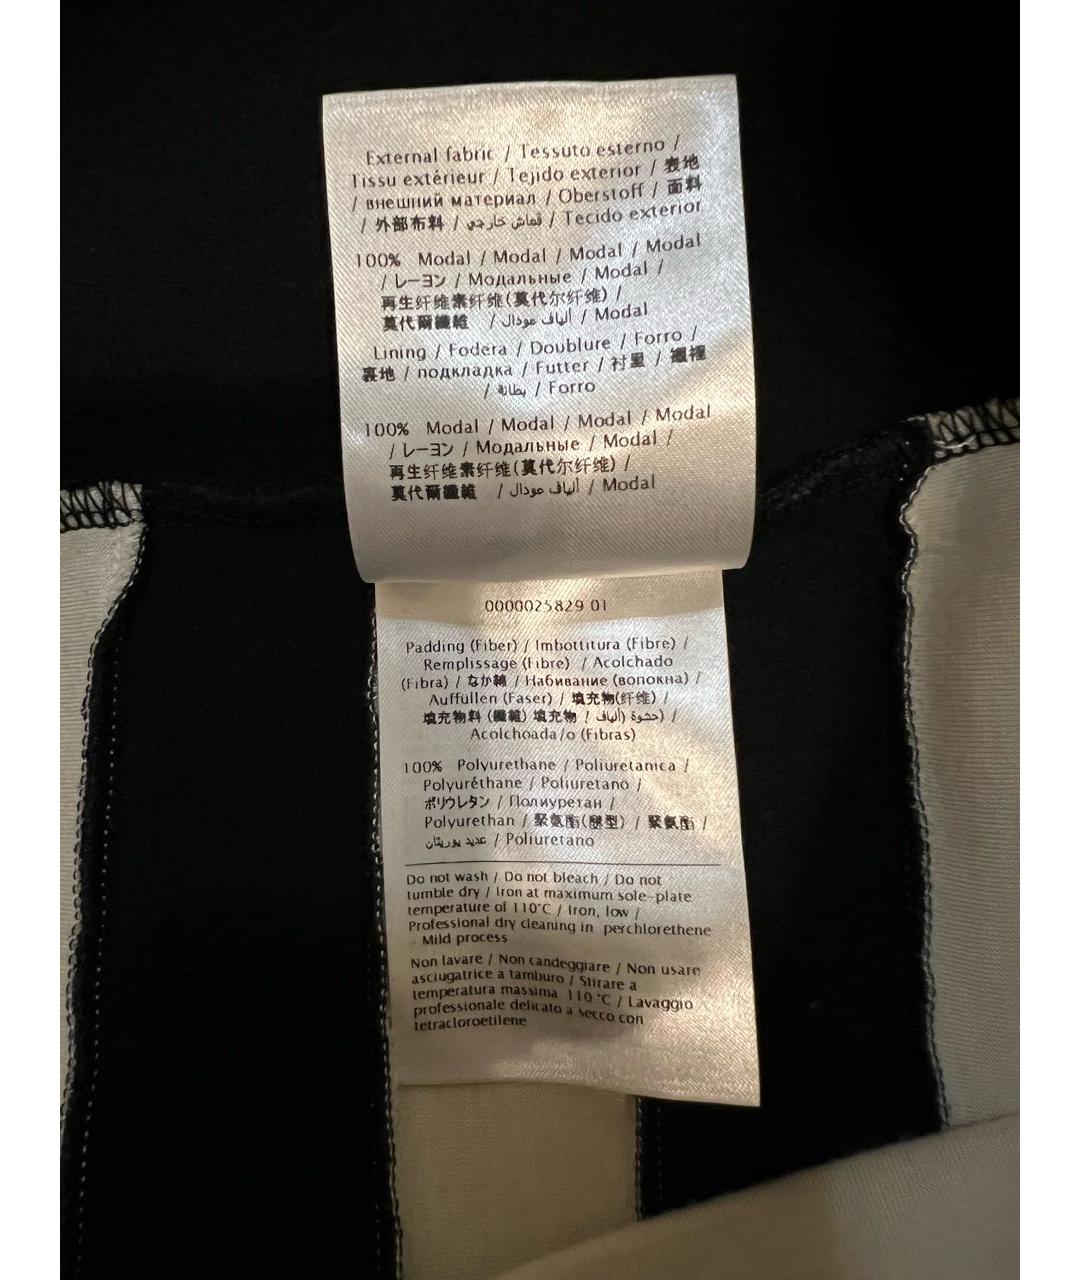 External fabric / Tessuto esterno /
Tissu extérieur / Tejido exterior / 表地
/ внешний материал / Oberstoff / 面料
/ 外部布料 / قماش خارجي / Tecido exterior
100% Modal / Modal / Modal / Modal
/ レーヨン / Модальные / Modal /
再生纤维素纤维(莫代尔纤维) /
莫代爾纖維 / ألياف مودال / Modal
Lining / Fodera / Doublure / Forro /
裏地 / подкладка / Futter / 衬里 / 襯裡
/ بطانة / Forro
100% Modal / Modal / Modal / Modal
/ レーヨン / Модальные / Modal /
再生纤维素纤维(莫代尔纤维) /
莫代爾纖維 / ألياف مودال / Modal
0000025829 01
Padding (Fiber) / Imbottitura (Fibre) /
Remplissage (Fibre) / Acolchado
(Fibra) / なか綿 / Набивание (вопокна) /
Auffüllen (Faser) / 填充物(纤维) /
填充物料 (纖維) 填充物 / حشوة (ألياف) /
Acolchoada/o (Fibras)
100% Polyurethane / Poliuretanica /
Polyuréthane / Poliuretano /
ポリウレタン / Полиуретан /
Polyurethan / 聚氨酯(醚型) / 聚氨酯 /
عديد يوريثان / Poliuretano
Do not wash / Do not bleach / Do not
tumble dry / Iron at maximum sole-plate
temperature of 110°C / Iron, low /
Professional dry cleaning in perchlorethene
- Mild process
Non lavare / Non candeggiare / Non usare
asciugatrice a tamburo / Stirare a
temperatura massima 110 °C / Lavaggio
professionale delicato a secco con
tetracloroetilene